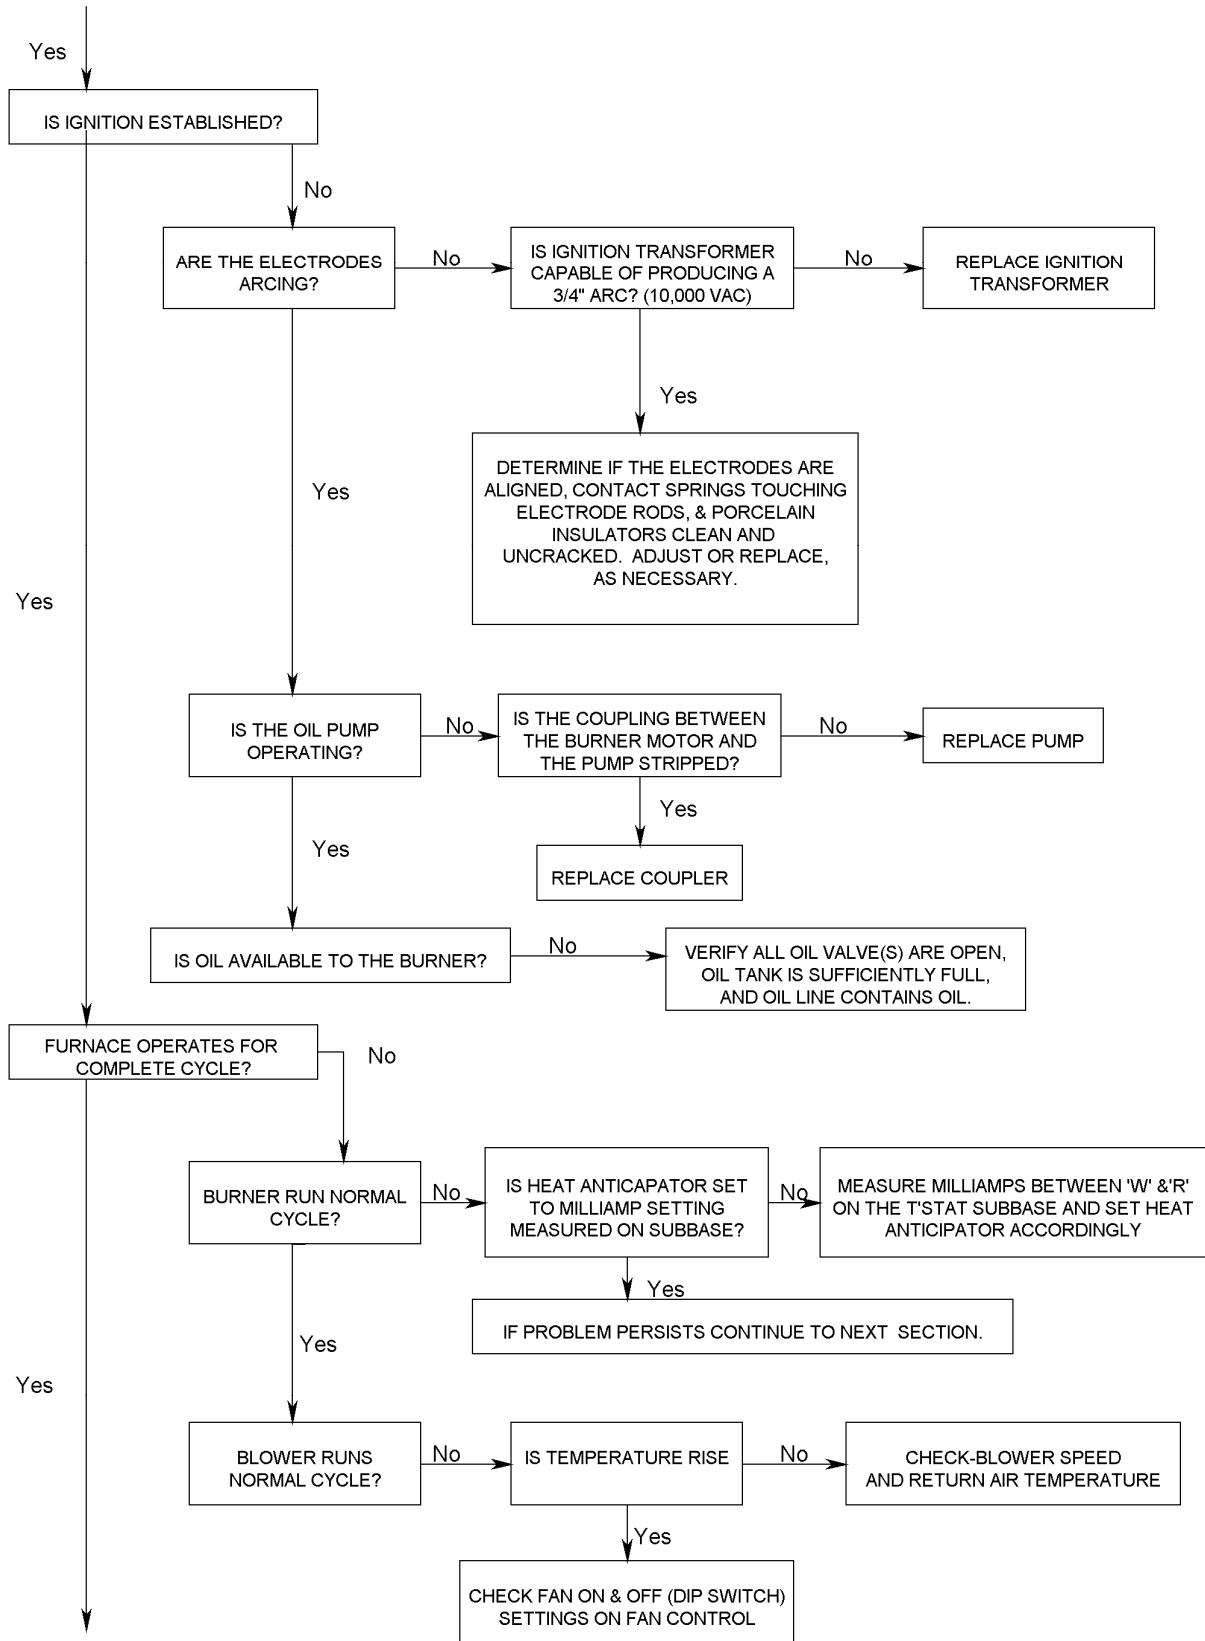 Yes
IS IGNITION ESTABLISHED?
No
ARE THE ELECTRODES
ARCING?
No
IS IGNITION TRANSFORMER
CAPABLE OF PRODUCING A
3/4" ARC? (10,000 VAC)
No
REPLACE IGNITION
TRANSFORMER
Yes
DETERMINE IF THE ELECTRODES ARE
ALIGNED, CONTACT SPRINGS TOUCHING
ELECTRODE RODS, & PORCELAIN
INSULATORS CLEAN AND
UNCRACKED. ADJUST OR REPLACE,
AS NECESSARY.
Yes
Yes
IS THE OIL PUMP
OPERATING?
No
IS THE COUPLING BETWEEN
THE BURNER MOTOR AND
THE PUMP STRIPPED?
No
REPLACE PUMP
Yes
REPLACE COUPLER
Yes
IS OIL AVAILABLE TO THE BURNER?
No
VERIFY ALL OIL VALVE(S) ARE OPEN,
OIL TANK IS SUFFICIENTLY FULL,
AND OIL LINE CONTAINS OIL.
FURNACE OPERATES FOR
COMPLETE CYCLE?
No
BURNER RUN NORMAL
CYCLE?
No
IS HEAT ANTICAPATOR SET
TO MILLIAMP SETTING
MEASURED ON SUBBASE?
No
MEASURE MILLIAMPS BETWEEN 'W' &'R'
ON THE T'STAT SUBBASE AND SET HEAT
ANTICIPATOR ACCORDINGLY
Yes
IF PROBLEM PERSISTS CONTINUE TO NEXT SECTION.
Yes
Yes
BLOWER RUNS
NORMAL CYCLE?
No
IS TEMPERATURE RISE
No
CHECK-BLOWER SPEED
AND RETURN AIR TEMPERATURE
Yes
CHECK FAN ON & OFF (DIP SWITCH)
SETTINGS ON FAN CONTROL